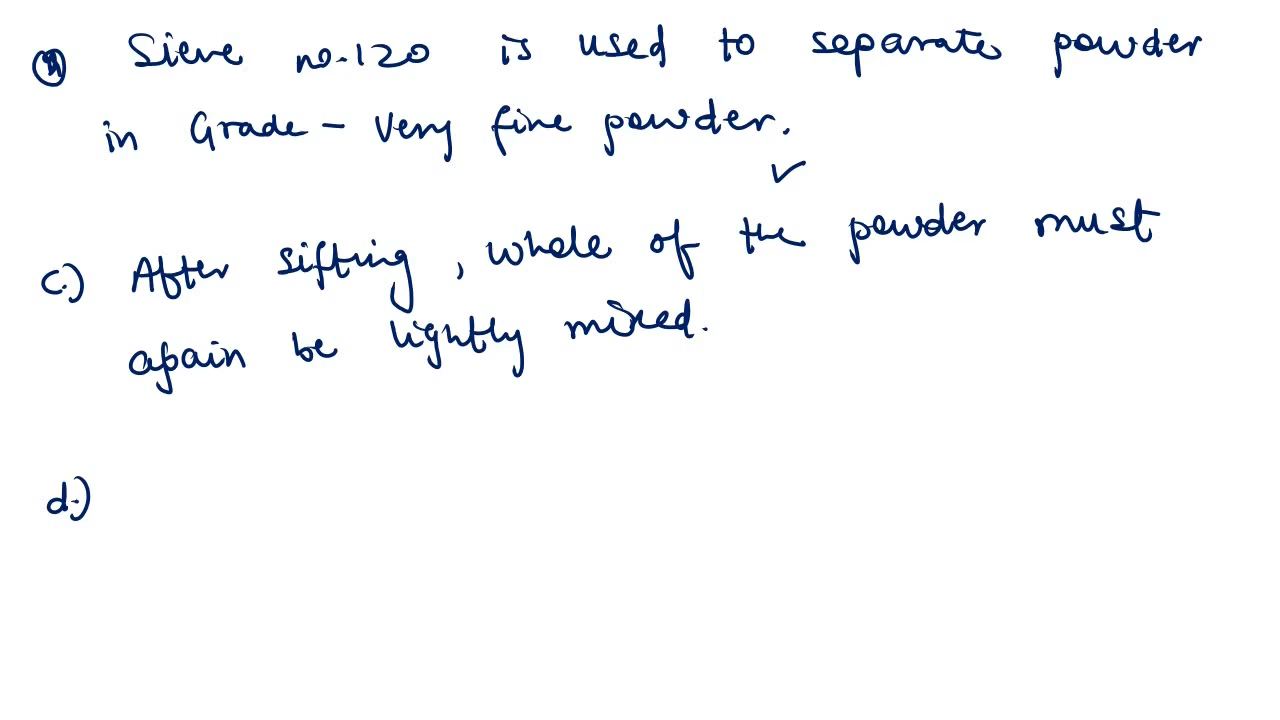 Sieve no.120 is used to separate powder
in Grade - Very fine powder.
✓
c.) After sifting, whole of the powder must
again be lightly mixed.
d.)